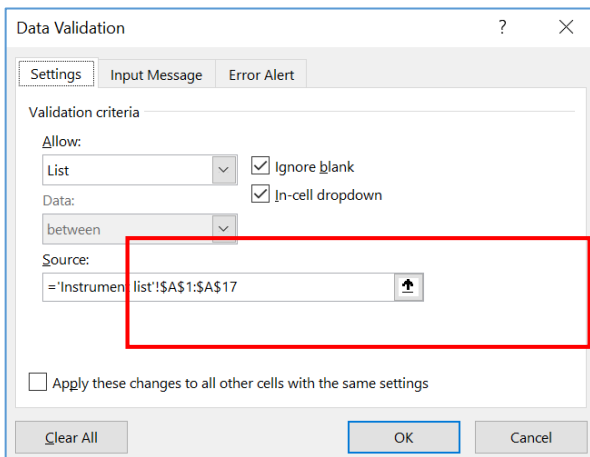 Data Validation ?
Settings Input Message Error Alert
Validation criteria
Allow:
List Ignore blank
Data: In-cell dropdown
between
Source:
='Instrument list'!$A$1:$A$17
Apply these changes to all other cells with the same settings
Clear All OK Cancel